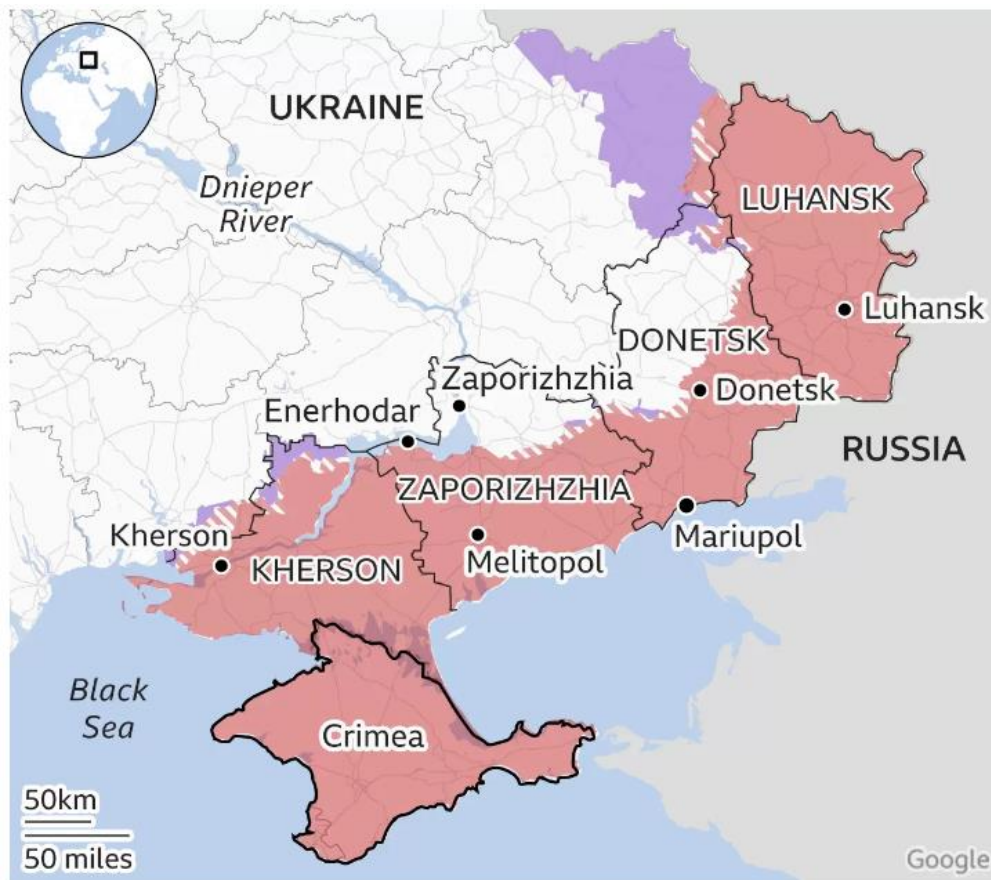 UKRAINE
Dnieper
River
LUHANSK
Luhansk
DONETSK
Zaporizhzhia
Donetsk
Enerhodar
RUSSIA
ZAPORIZHZHIA
Kherson
Mariupol
KHERSON
Melitopol
Black
Sea
Crimea
50km
50 miles
Google